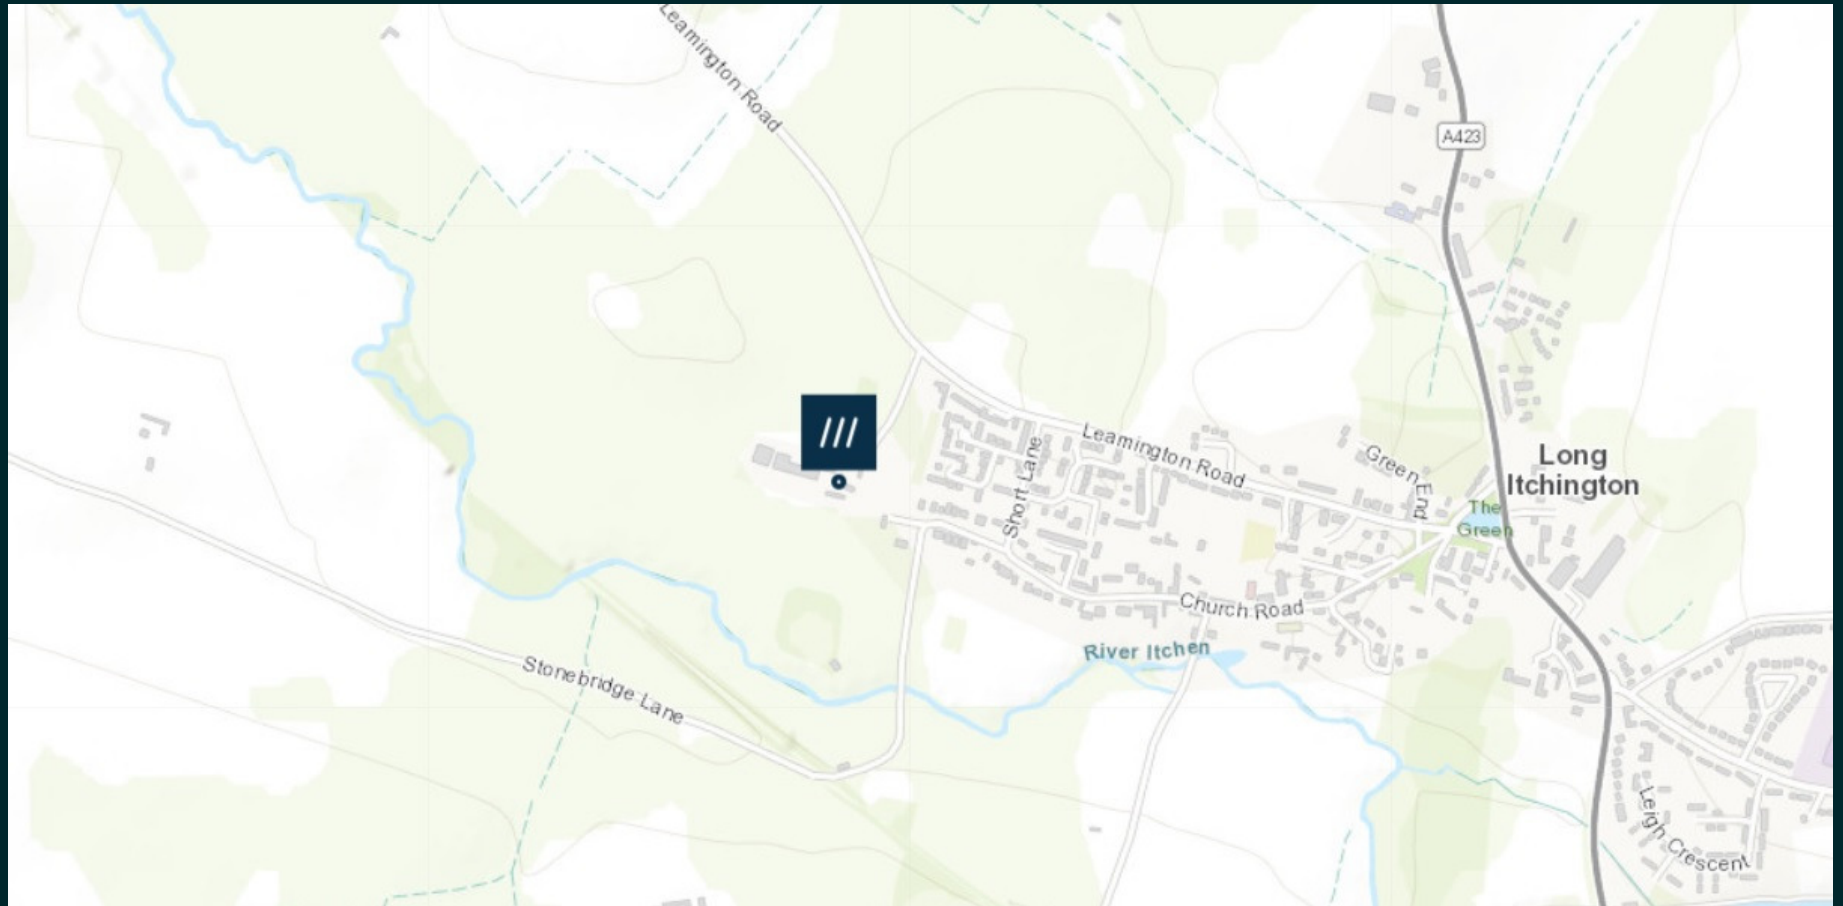 Leamington Road
A423
Leamington Road
Short Lane
Green End
Long
Itchington
The
Green
Church Road
River Itchen
Stonebridge Lane
Leigh Crescent
///